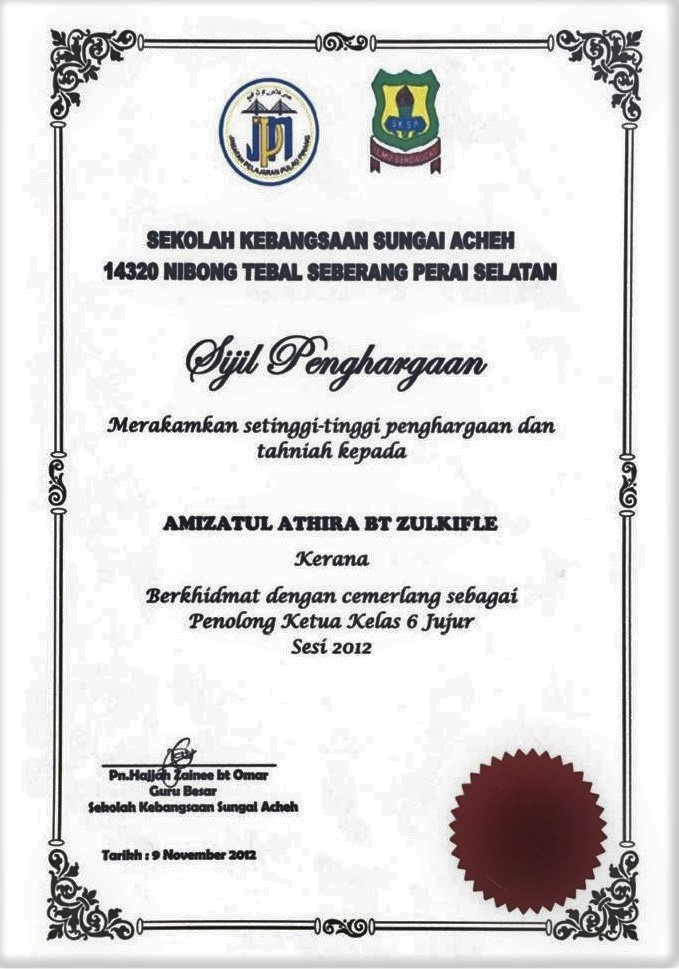 JABATAN PELAJARAN PULAU PINANG
SKSA
ILMU BERDAULAT
SEKOLAH KEBANGSAAN SUNGAI ACHEH
14320 NIBONG TEBAL SEBERANG PERAI SELATAN
Sijil Penghargaan
Merakamkan setinggi-tinggi penghargaan dan
tahniah kepada
AMIZATUL ATHIRA BT ZULKIFLE
Kerana
Berkhidmat dengan cemerlang sebagai
Penolong Ketua Kelas 6 Jujur
Sesi 2012
Pn.Hajjah Zainee bt Omar
Guru Besar
Sekolah Kebangsaan Sungai Acheh
Tarikh : 9 November 2012